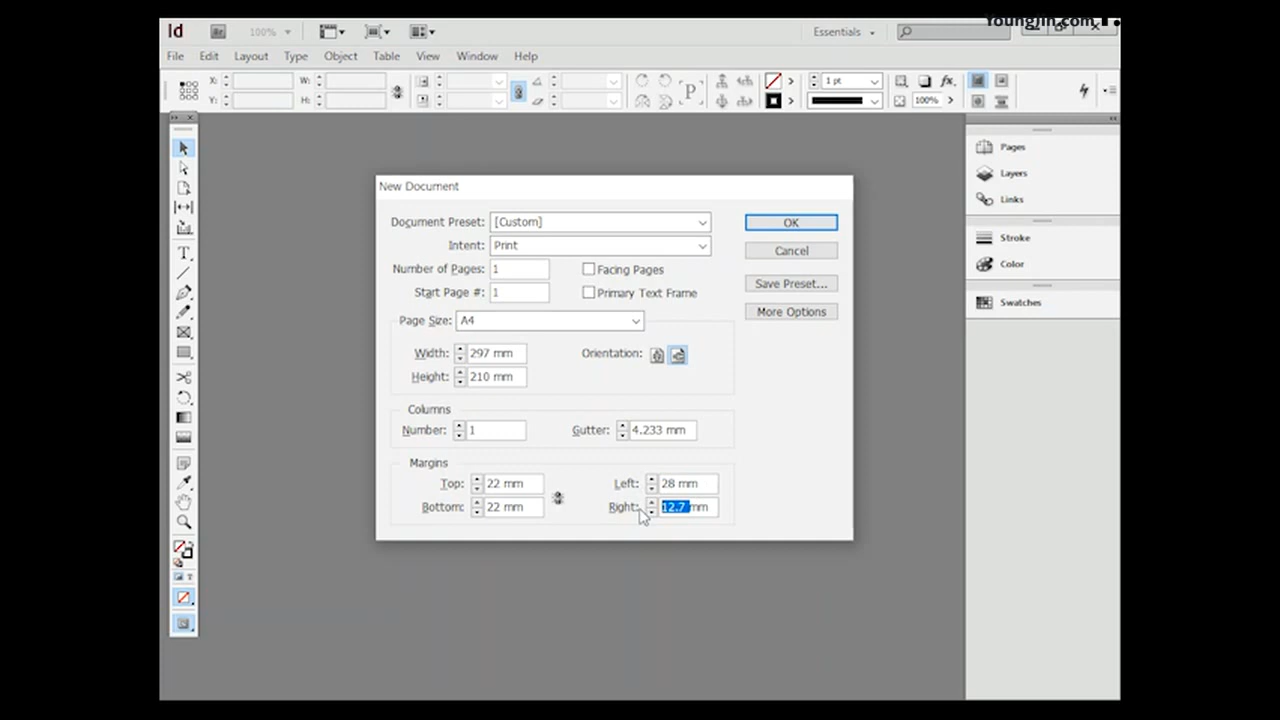 YoungJin.com Y.
Id Br 100% Essentials
File Edit Layout Type Object Table View Window Help
X: W: 1 pt fx.
Y: H: P 100%
Pages
Layers
Links
Stroke
Color
Swatches
New Document
Document Preset: [Custom] OK
Intent: Print Cancel
Number of Pages: 1 Facing Pages
Save Preset...
Start Page #: 1 Primary Text Frame
More Options
Page Size: A4
Width: 297 mm Orientation:
Height: 210 mm
Columns
Number: 1 Gutter: 4.233 mm
Margins
Top: 22 mm Left: 28 mm
Bottom: 22 mm Right: 12.7 mm